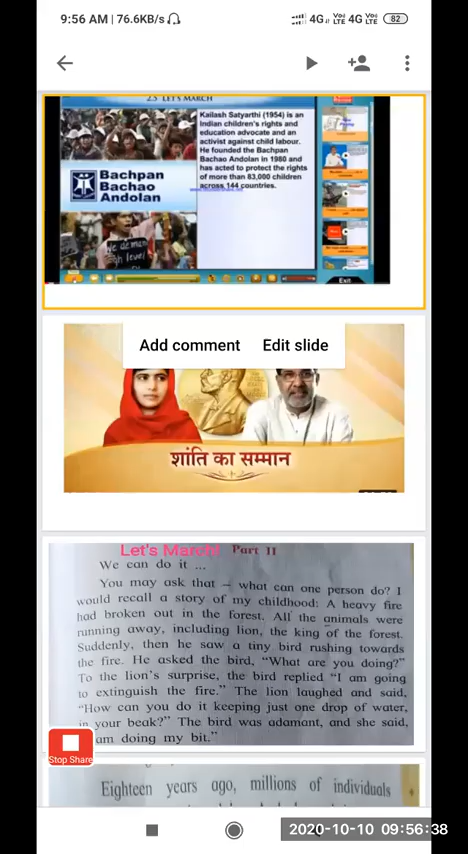 9:56 AM | 76.6KB/s
4G Vo) LTE 4G Vo) LTE 82
2.5 LET'S MARCH
Kailash Satyarthi (1954) is an
Indian children's rights and
education advocate and an
activist against child labour.
He founded the Bachpan
Bachao Andolan in 1980 and
has acted to protect the rights
of more than 83,000 children
across 144 countries.
Bachpan
Bachao
Andolan
We deman
high level
Exit
Add comment Edit slide
शांति का सम्मान
Let's March! Part II
We can do it ...
You may ask that – what can one person do? I
would recall a story of my childhood: A heavy fire
had broken out in the forest. All the animals were
running away, including lion, the king of the forest.
Suddenly, then he saw a tiny bird rushing towards
the fire. He asked the bird, “What are you doing?”
To the lion's surprise, the bird replied “I am going
to extinguish the fire.” The lion laughed and said,
“How can you do it keeping just one drop of water,
in your beak?” The bird was adamant, and she said,
am doing my bit.”
Stop Share
Eighteen years ago, millions of individuals
2020-10-10 09:56:38